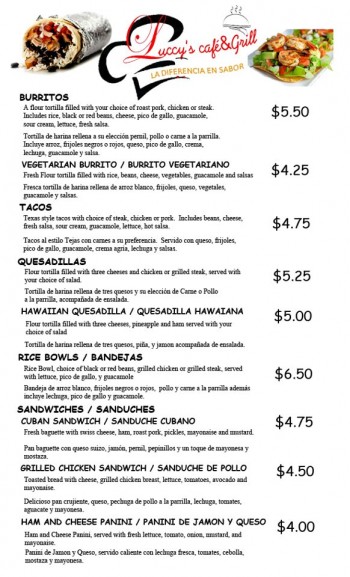 Luccy's café&Grill
LA DIFERENCIA EN SABOR
BURRITOS
A flour tortilla filled with your choice of roast pork, chicken or steak.
Includes rice, black or red beans, cheese, pico de gallo, guacamole,
sour cream, lettuce, fresh salsa.
$5.50
Tortilla de harina rellena a su elección pernil, pollo o carne a la parrilla.
Incluye arroz, frijoles negros o rojos, queso, pico de gallo, crema,
lechuga, guacamole y salsa.
VEGETARIAN BURRITO / BURRITO VEGETARIANO
Fresh Flour tortilla filled with rice, beans, cheese, vegetables, guacamole and salsas
$4.25
Fresca tortilla de harina rellena de arroz blanco, frijoles, queso, vegetales,
guacamole y salsas.
TACOS
Texas style tacos with choice of steak, chicken or pork. Includes beans, cheese,
fresh salsa, sour cream, guacamole, lettuce, hot salsa.
$4.75
Tacos al estilo Tejas con carnes a su preferencia. Servido con queso, frijoles,
pico de gallo, guacamole, crema agria, lechuga y salsas.
QUESADILLAS
Flour tortilla filled with three cheeses and chicken or grilled steak, served with
your choice of salad.
$5.25
Tortilla de harina rellena de tres quesos y su elección de Carne o Pollo
a la parrilla, acompañada de ensalada.
HAWAIIAN QUESADILLA / QUESADILLA HAWAIANA
$5.00
Flour tortilla filled with three cheeses, pineapple and ham served with your
choice of salad
Tortilla de harina rellena de tres quesos, piña, y jamon acompañada de ensalada.
RICE BOWLS / BANDEJAS
Rice Bowl, choice of black or red beans, grilled chicken or grilled steak, served
with lettuce, pico de gallo, y guacamole
$6.50
Bandeja de arroz blanco, frijoles negros o rojos, pollo y carne a la parrilla además
incluye lechuga, pico de gallo y guacamole.
SANDWICHES / SANDUCHES
CUBAN SANDWICH / SANDUCHE CUBANO
$4.75
Fresh baguette with swiss cheese, ham, roast pork, pickles, mayonaise and mustard.
Pan baguette con queso suizo, jamón, pernil, pepinillos y un toque de mayonesa y
mostaza.
GRILLED CHICKEN SANDWICH / SANDUCHE DE POLLO
$4.50
Toasted bread with cheese, grilled chicken breast, lettuce, tomatoes, avocado and
mayonaise.
Delicioso pan crujiente, queso, pechuga de pollo a la parrilla, lechuga, tomates,
aguacate y mayonesa.
HAM AND CHEESE PANINI / PANINI DE JAMON Y QUESO
$4.00
Ham and Cheese Panini, served with fresh lettuce, tomato, onion, mustard, and
mayonaise.
Panini de Jamon y Queso, servido caliente con lechuga fresca, tomates, cebolla,
mostaza y mayonesa.